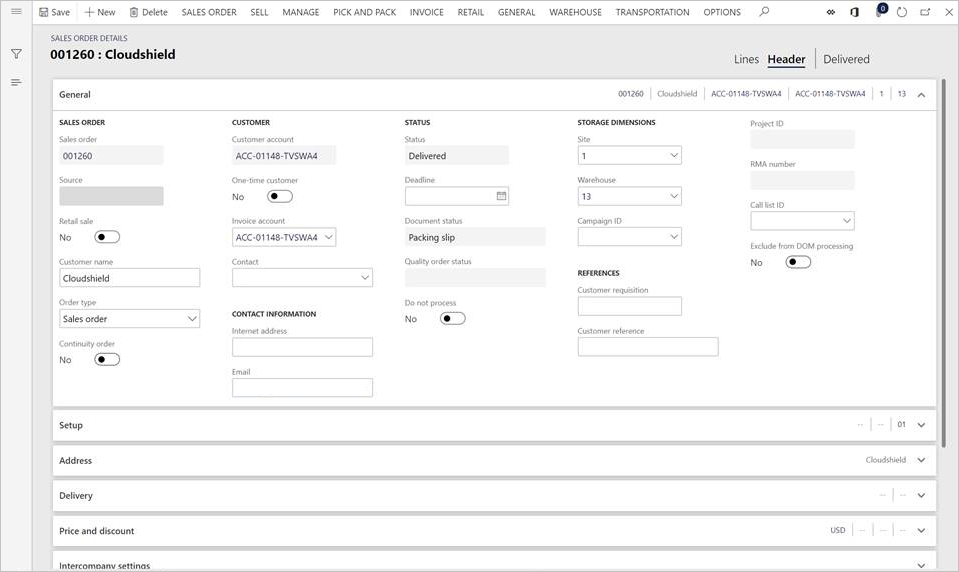 Save New Delete SALES ORDER SELL MANAGE PICK AND PACK INVOICE RETAIL GENERAL WAREHOUSE TRANSPORTATION OPTIONS 0
SALES ORDER DETAILS
001260 : Cloudshield
Lines Header Delivered
General 001260 Cloudshield ACC-01148-TVSWA4 ACC-01148-TVSWA4 1 13
SALES ORDER
Sales order
001260
Source
Retail sale
No
Customer name
Cloudshield
Order type
Sales order
Continuity order
No
CUSTOMER
Customer account
ACC-01148-TVSWA4
One-time customer
No
Invoice account
ACC-01148-TVSWA4
Contact
CONTACT INFORMATION
Internet address
Email
STATUS
Status
Delivered
Deadline
Document status
Packing slip
Quality order status
Do not process
No
STORAGE DIMENSIONS
Site
1
Warehouse
13
Campaign ID
REFERENCES
Customer requisition
Customer reference
Project ID
RMA number
Call list ID
Exclude from DOM processing
No
Setup -- -- 01
Address Cloudshield
Delivery -- --
Price and discount USD -- -- --
Intercompany settings